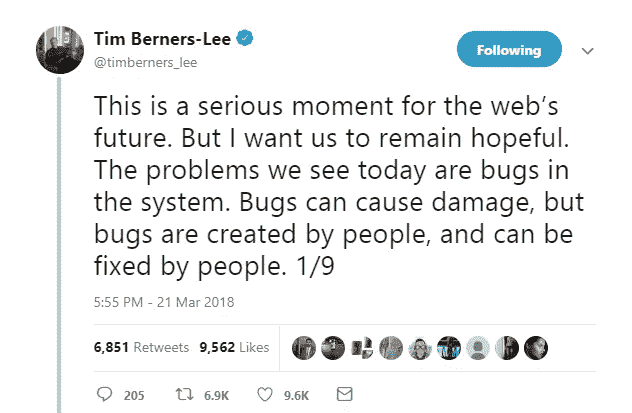 Tim Berners-Lee
@timberners_lee
Following
This is a serious moment for the web's
future. But I want us to remain hopeful.
The problems we see today are bugs in
the system. Bugs can cause damage, but
bugs are created by people, and can be
fixed by people. 1/9
5:55 PM - 21 Mar 2018
6,851 Retweets 9,562 Likes
205 6.9K 9.6K